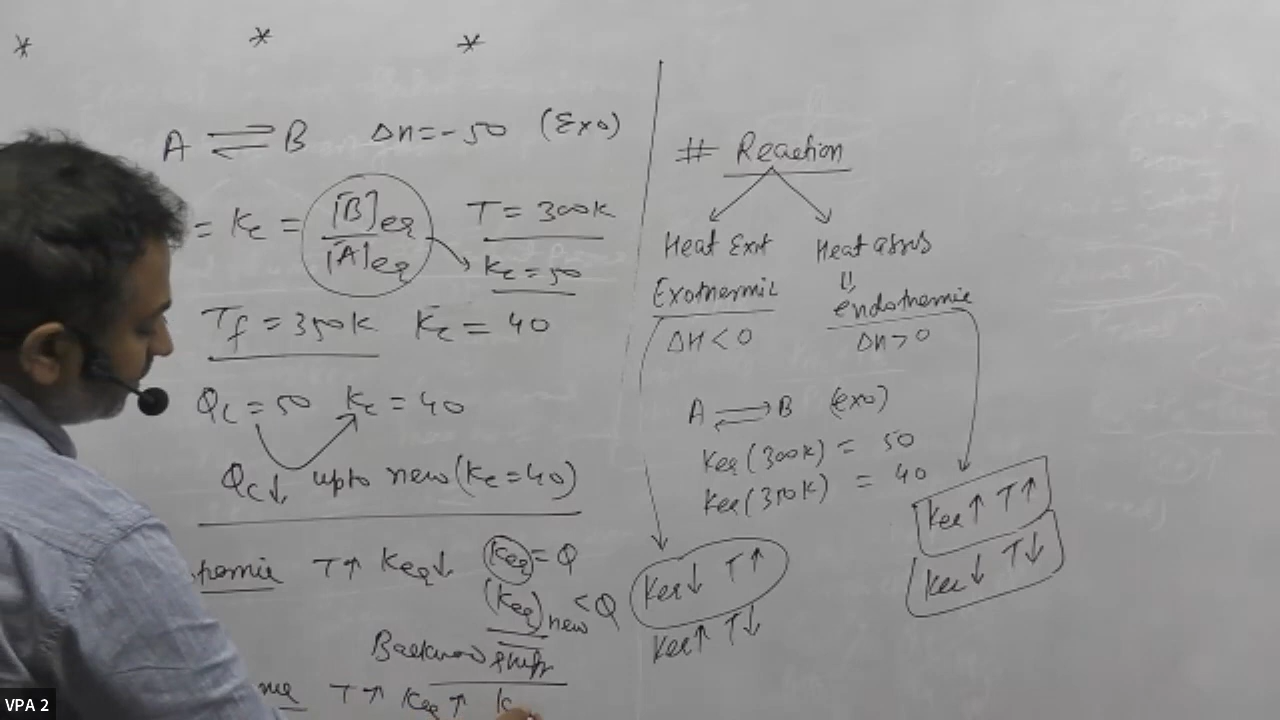 * * *
A ⇌ B ΔH = -50 (Exo)
= Kc = [B]eq / [A]eq T = 300K
Kc = 50
Tf = 350K Kc = 40
Qc = 50 Kc = 40
Qc↓ upto new (Kc = 40)
T↑ Keq↓ Keq = Q
(Keq)new < Q
Backward shift
T↑ Keq↑ K
# Reaction
Heat Exit Heat abs
Exothermic endothermic
ΔH < 0 ΔH > 0
A ⇌ B (exo)
Keq (300K) = 50
Keq (350K) = 40
Keq↓ T↑
Keq↑ T↓
Keq↑ T↑
Keq↓ T↓
VPA 2